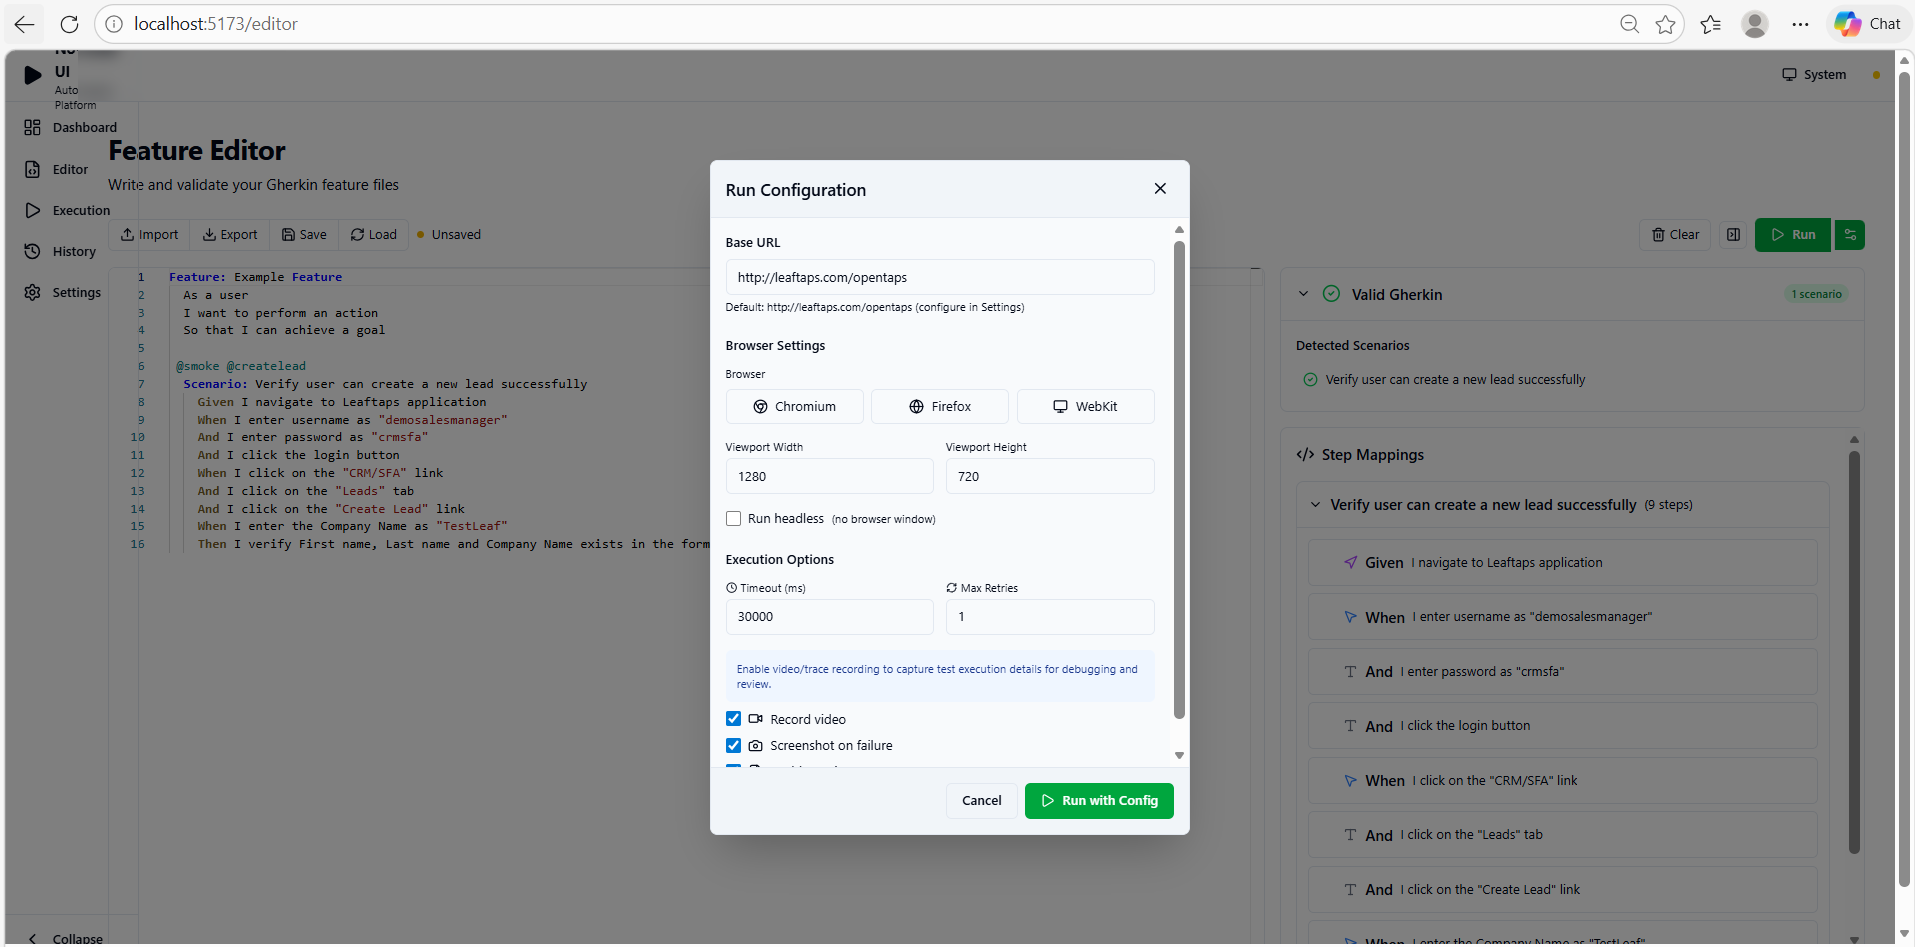 localhost:5173/editor
Chat
UI
Auto
Platform
System
Dashboard
Editor
Execution
History
Settings
Collapse
Feature Editor
Write and validate your Gherkin feature files
Import
Export
Save
Load
Unsaved
Clear
Run
1 Feature: Example Feature
2 As a user
3 I want to perform an action
4 So that I can achieve a goal
5
6 @smoke @createlead
7 Scenario: Verify user can create a new lead successfully
8 Given I navigate to Leaftaps application
9 When I enter username as "demosalesmanager"
10 And I enter password as "crmsfa"
11 And I click the login button
12 When I click on the "CRM/SFA" link
13 And I click on the "Leads" tab
14 And I click on the "Create Lead" link
15 When I enter the Company Name as "TestLeaf"
16 Then I verify First name, Last name and Company Name exists in the form
Run Configuration
Base URL
http://leaftaps.com/opentaps
Default: http://leaftaps.com/opentaps (configure in Settings)
Browser Settings
Browser
Chromium
Firefox
WebKit
Viewport Width
Viewport Height
1280
720
Run headless (no browser window)
Execution Options
Timeout (ms)
Max Retries
30000
1
Enable video/trace recording to capture test execution details for debugging and
review.
Record video
Screenshot on failure
Cancel
Run with Config
Valid Gherkin
1 scenario
Detected Scenarios
Verify user can create a new lead successfully
Step Mappings
Verify user can create a new lead successfully (9 steps)
Given I navigate to Leaftaps application
When I enter username as "demosalesmanager"
T And I enter password as "crmsfa"
T And I click the login button
When I click on the "CRM/SFA" link
T And I click on the "Leads" tab
T And I click on the "Create Lead" link
When I enter the Company Name as "TestLeaf"